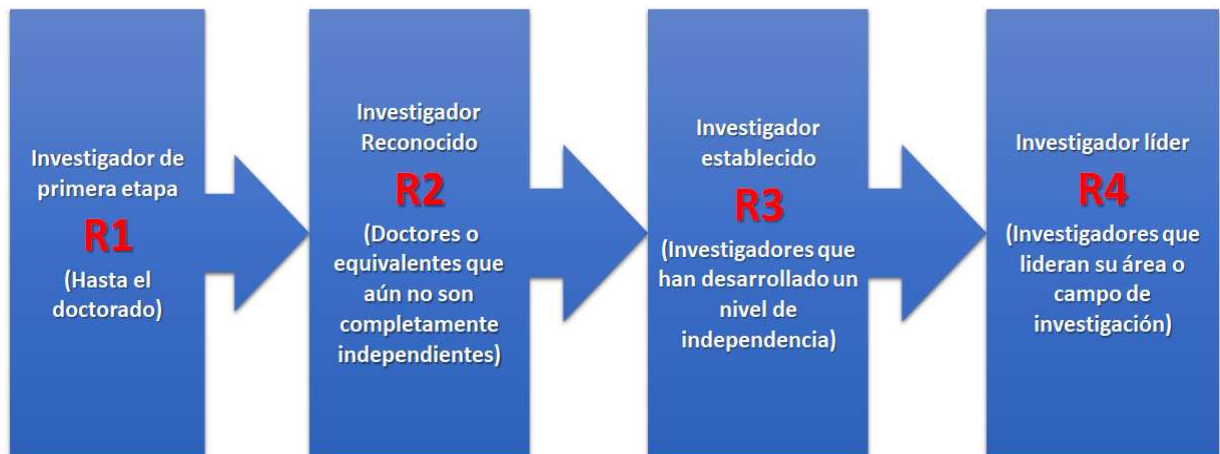 Investigador de
primera etapa
R1
(Hasta el
doctorado)
Investigador
Reconocido
R2
(Doctores o
equivalentes que
aún no son
completamente
independientes)
Investigador
establecido
R3
(Investigadores que
han desarrollado un
nivel de
independencia)
Investigador líder
R4
(Investigadores que
lideran su área o
campo de
investigación)